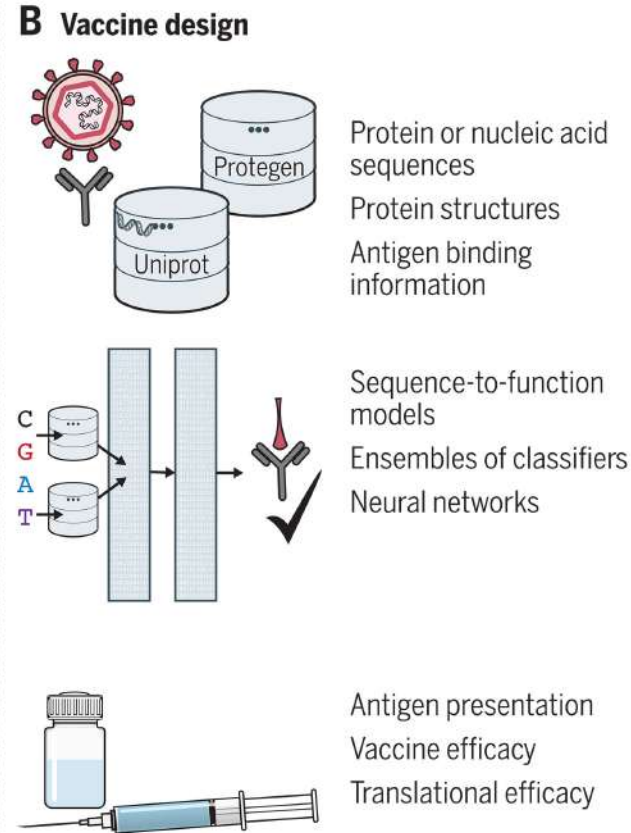 B Vaccine design
Protegen
Uniprot
Protein or nucleic acid
sequences
Protein structures
Antigen binding
information
C
G
A
T
Sequence-to-function
models
Ensembles of classifiers
Neural networks
Antigen presentation
Vaccine efficacy
Translational efficacy